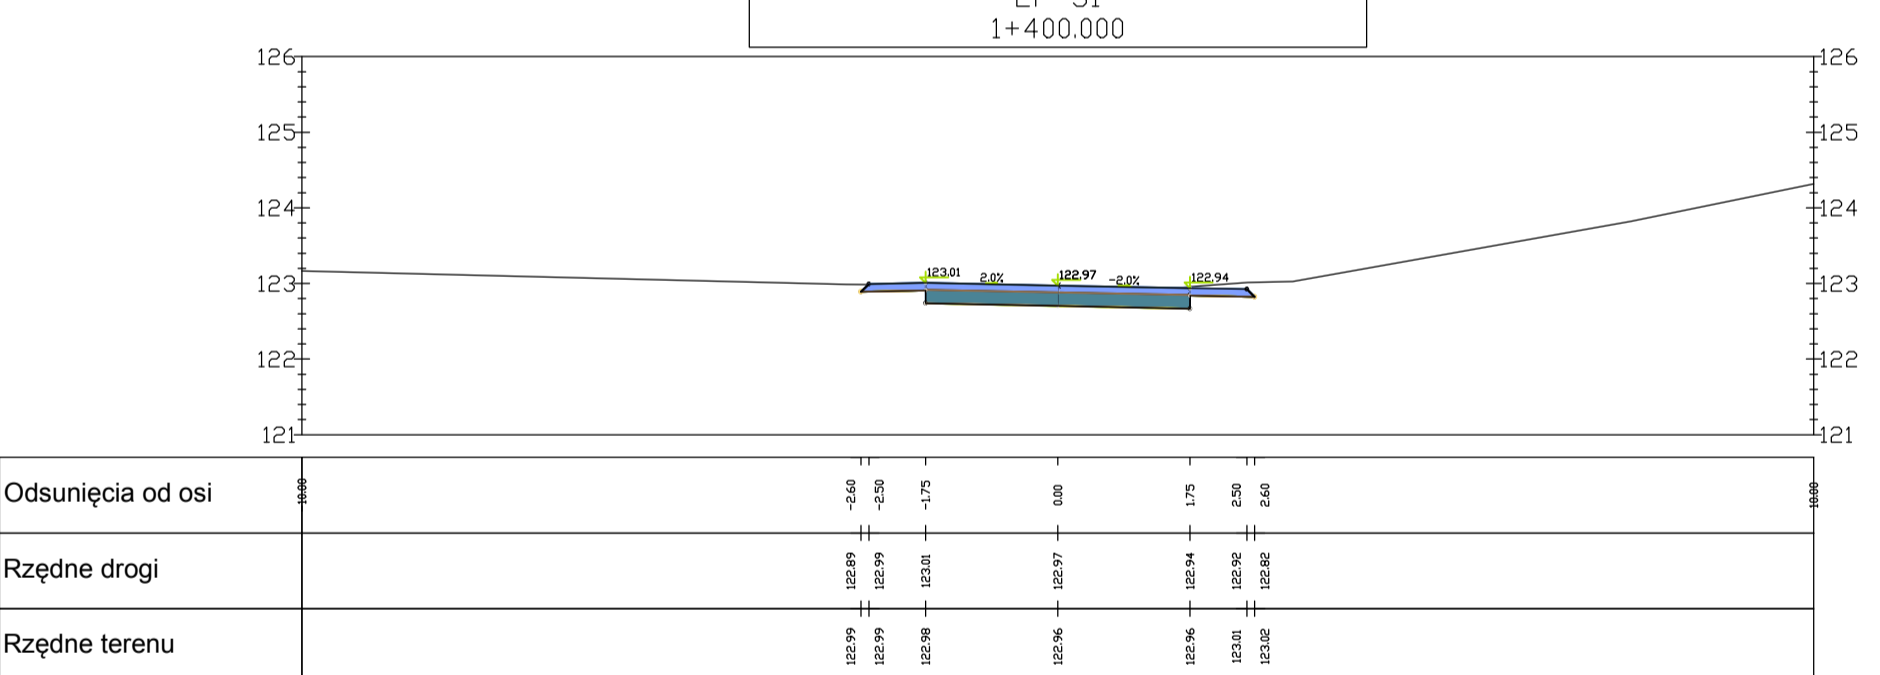 1+400.000
126 126
125 125
124 124
123 123
122 122
121 121
123.01 2.0% 122.97 -2.0% 122.94
Odsunięcia od osi -10.00 -2.60 -2.50 -1.75 0.00 1.75 2.50 2.60 10.00
Rzędne drogi 122.89 122.99 123.01 122.97 122.94 122.92 122.82
Rzędne terenu 122.99 122.99 122.98 122.96 122.96 123.01 123.02